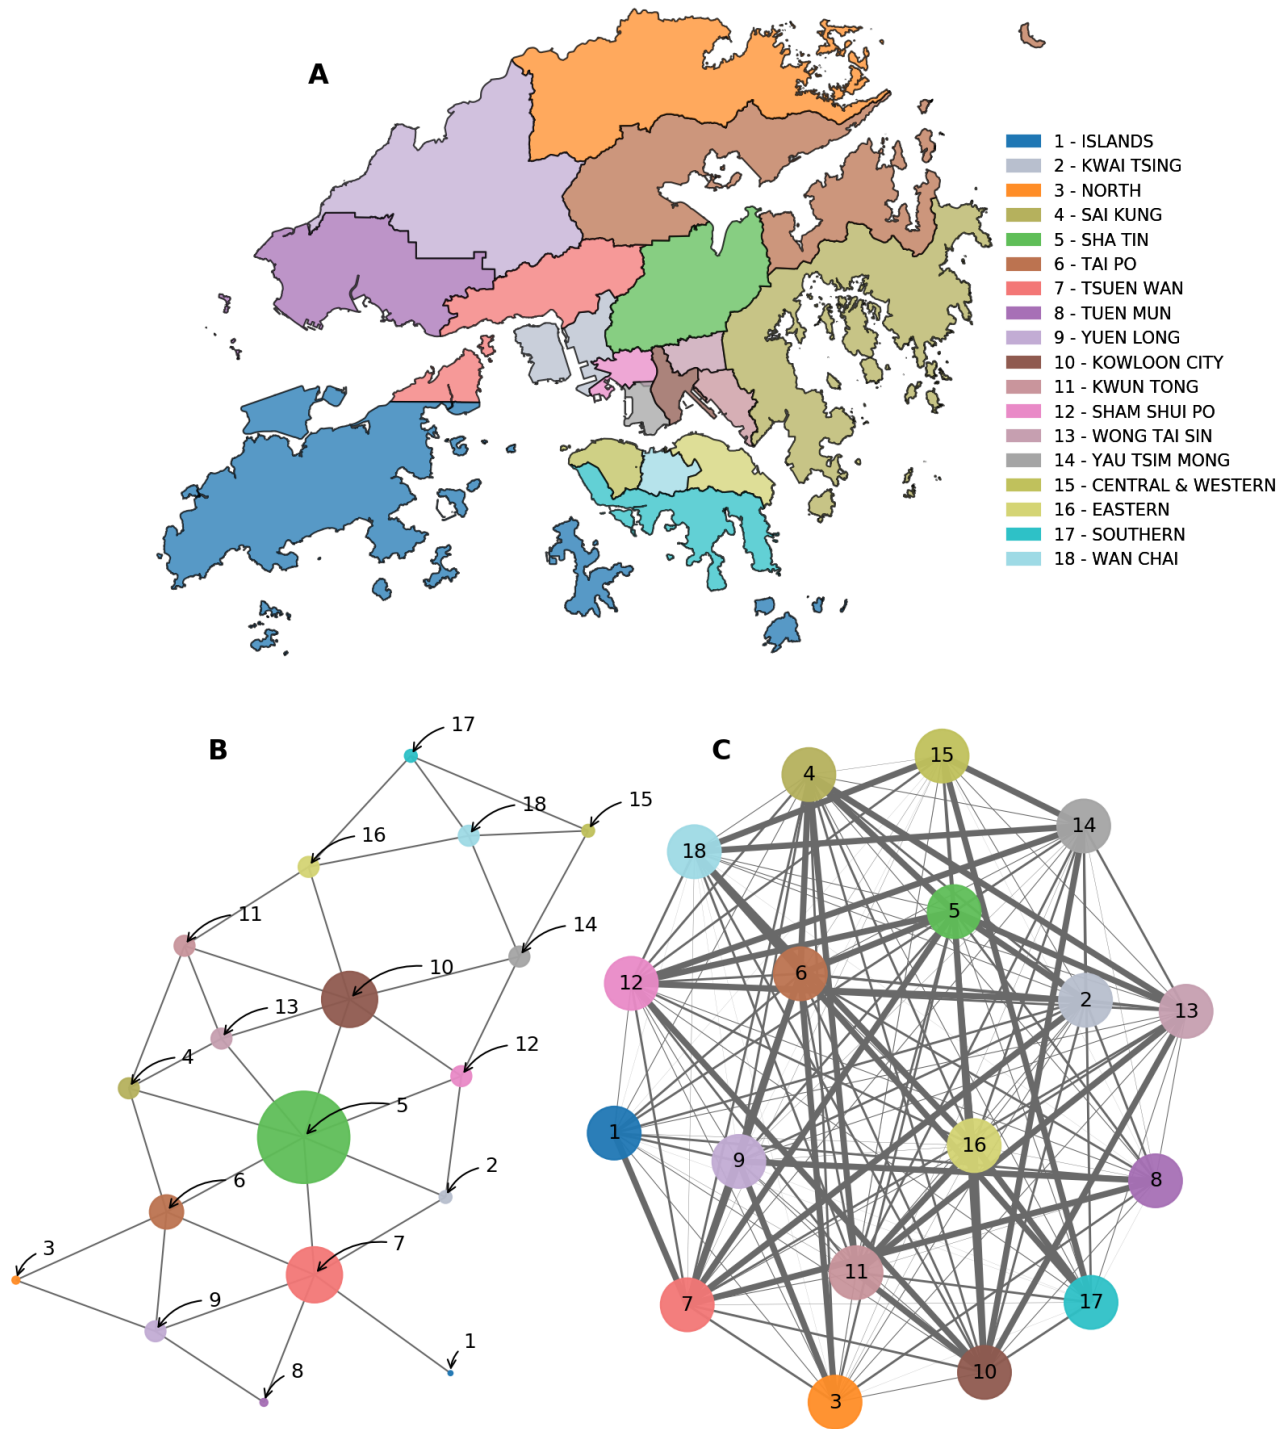 A
1 - ISLANDS
2 - KWAI TSING
3 - NORTH
4 - SAI KUNG
5 - SHA TIN
6 - TAI PO
7 - TSUEN WAN
8 - TUEN MUN
9 - YUEN LONG
10 - KOWLOON CITY
11 - KWUN TONG
12 - SHAM SHUI PO
13 - WONG TAI SIN
14 - YAU TSIM MONG
15 - CENTRAL & WESTERN
16 - EASTERN
17 - SOUTHERN
18 - WAN CHAI
B
17
18
15
16
11
14
10
13
12
4
5
2
6
7
3
9
1
8
C
15
4
14
18
5
6
12
2
13
1
16
9
8
11
17
7
10
3